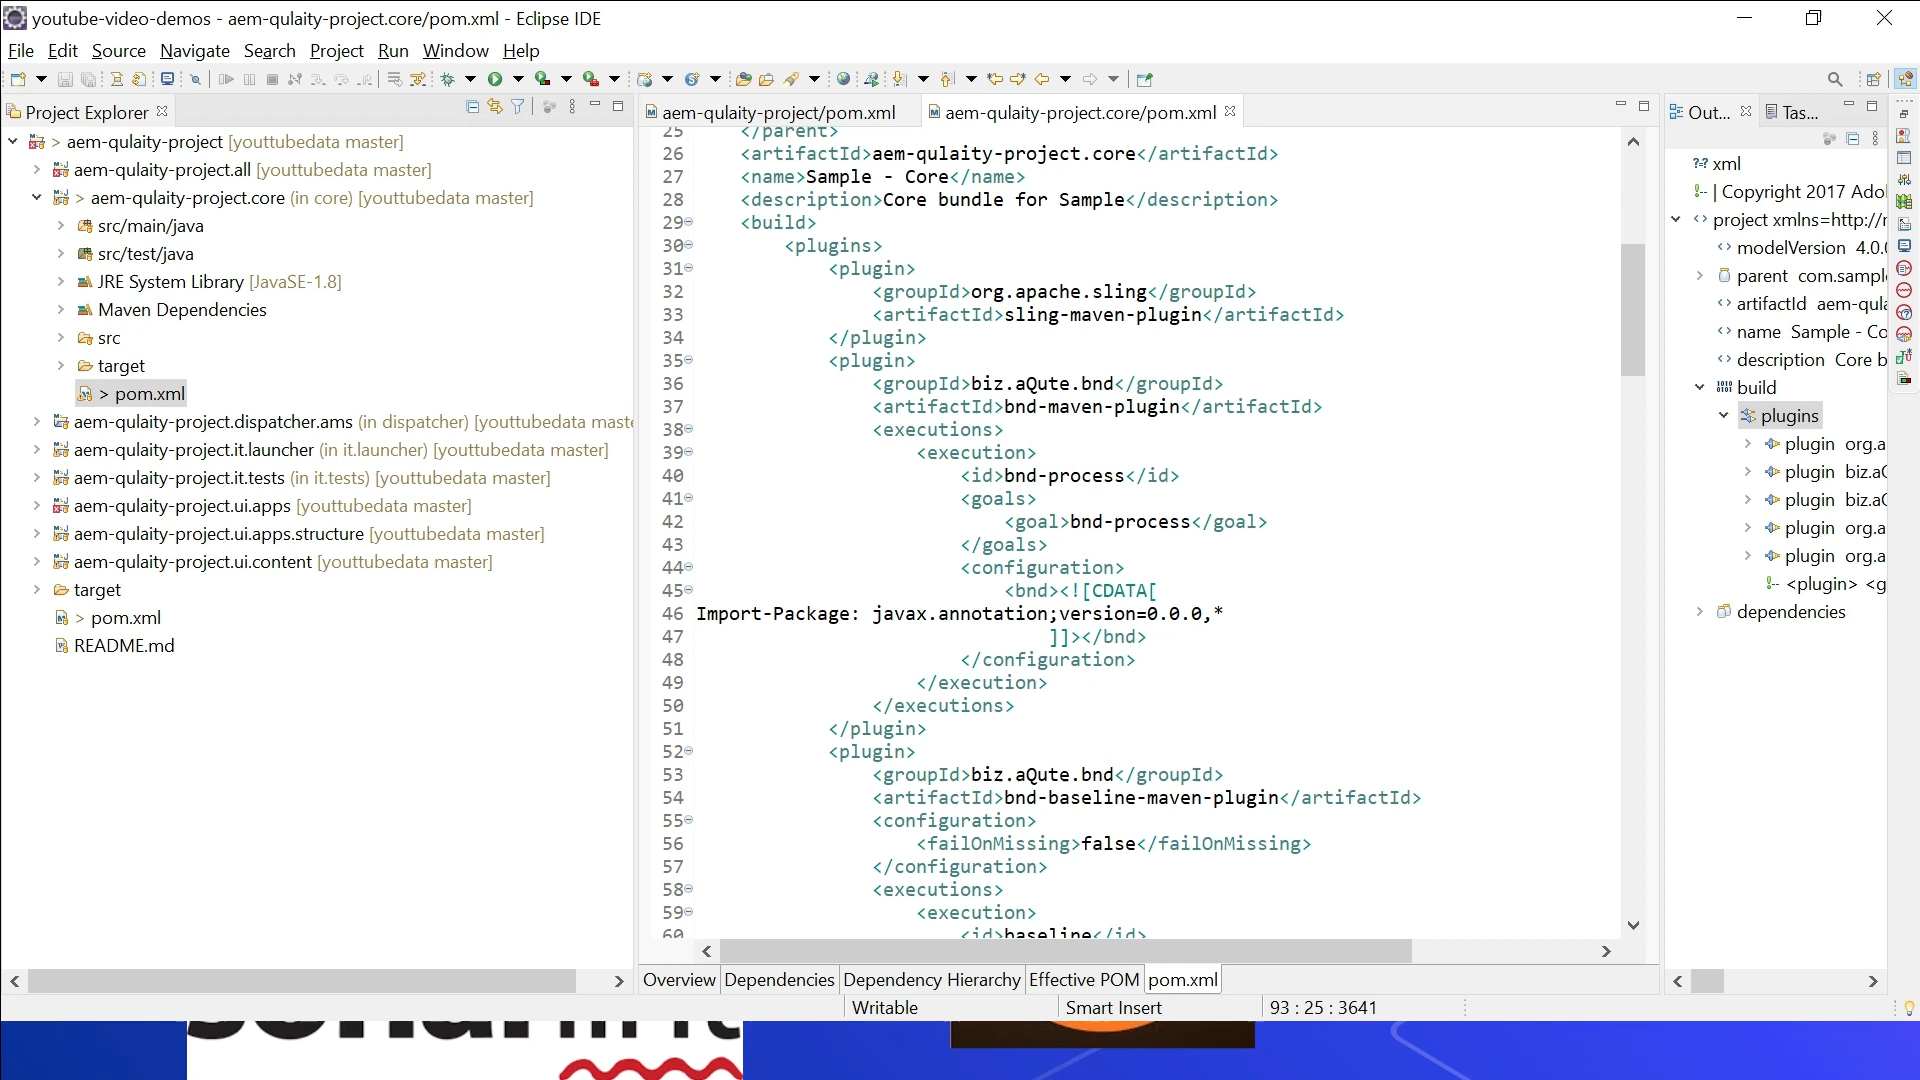 youtube-video-demos - aem-qulaity-project.core/pom.xml - Eclipse IDE
File Edit Source Navigate Search Project Run Window Help
Project Explorer
> aem-qulaity-project [youttubedata master]
aem-qulaity-project.all [youttubedata master]
> aem-qulaity-project.core (in core) [youttubedata master]
src/main/java
src/test/java
JRE System Library [JavaSE-1.8]
Maven Dependencies
src
target
> pom.xml
aem-qulaity-project.dispatcher.ams (in dispatcher) [youttubedata maste
aem-qulaity-project.it.launcher (in it.launcher) [youttubedata master]
aem-qulaity-project.it.tests (in it.tests) [youttubedata master]
aem-qulaity-project.ui.apps [youttubedata master]
aem-qulaity-project.ui.apps.structure [youttubedata master]
aem-qulaity-project.ui.content [youttubedata master]
target
> pom.xml
README.md
aem-qulaity-project/pom.xml aem-qulaity-project.core/pom.xml
25 </parent>
26 <artifactId>aem-qulaity-project.core</artifactId>
27 <name>Sample - Core</name>
28 <description>Core bundle for Sample</description>
29 <build>
30 <plugins>
31 <plugin>
32 <groupId>org.apache.sling</groupId>
33 <artifactId>sling-maven-plugin</artifactId>
34 </plugin>
35 <plugin>
36 <groupId>biz.aQute.bnd</groupId>
37 <artifactId>bnd-maven-plugin</artifactId>
38 <executions>
39 <execution>
40 <id>bnd-process</id>
41 <goals>
42 <goal>bnd-process</goal>
43 </goals>
44 <configuration>
45 <bnd><![CDATA[
46 Import-Package: javax.annotation;version=0.0.0,*
47 ]]></bnd>
48 </configuration>
49 </execution>
50 </executions>
51 </plugin>
52 <plugin>
53 <groupId>biz.aQute.bnd</groupId>
54 <artifactId>bnd-baseline-maven-plugin</artifactId>
55 <configuration>
56 <failOnMissing>false</failOnMissing>
57 </configuration>
58 <executions>
59 <execution>
60 <id>baseline</id>
Overview Dependencies Dependency Hierarchy Effective POM pom.xml
Writable Smart Insert 93 : 25 : 3641
Out... Tas...
xml
| Copyright 2017 Ado
project xmlns=http://
modelVersion 4.0.
parent com.sampl
artifactId aem-qula
name Sample - Co
description Core b
build
plugins
plugin org.a
plugin biz.aQ
plugin biz.aQ
plugin org.a
plugin org.a
<plugin> <g
dependencies